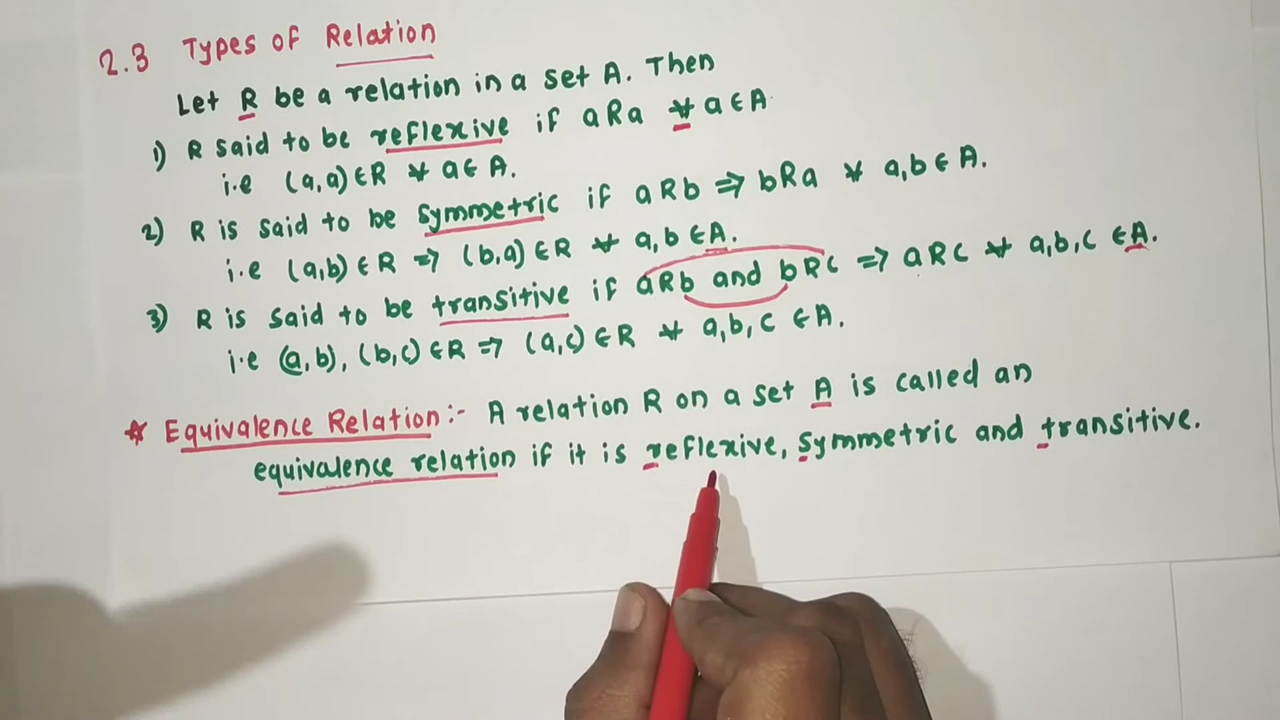 2.3 Types of Relation
Let R be a relation in a set A. Then
1) R said to be reflexive if aRa ∀ a∈A
i.e (a,a)∈R ∀ a∈A.
2) R is said to be symmetric if aRb ⇒ bRa ∀ a,b∈A.
i.e (a,b)∈R ⇒ (b,a)∈R ∀ a,b∈A.
3) R is said to be transitive if aRb and bRc ⇒ aRc ∀ a,b,c ∈A.
i.e (a,b), (b,c)∈R ⇒ (a,c)∈R ∀ a,b,c ∈A.
* Equivalence Relation:- A relation R on a set A is called an
equivalence relation if it is reflexive, symmetric and transitive.